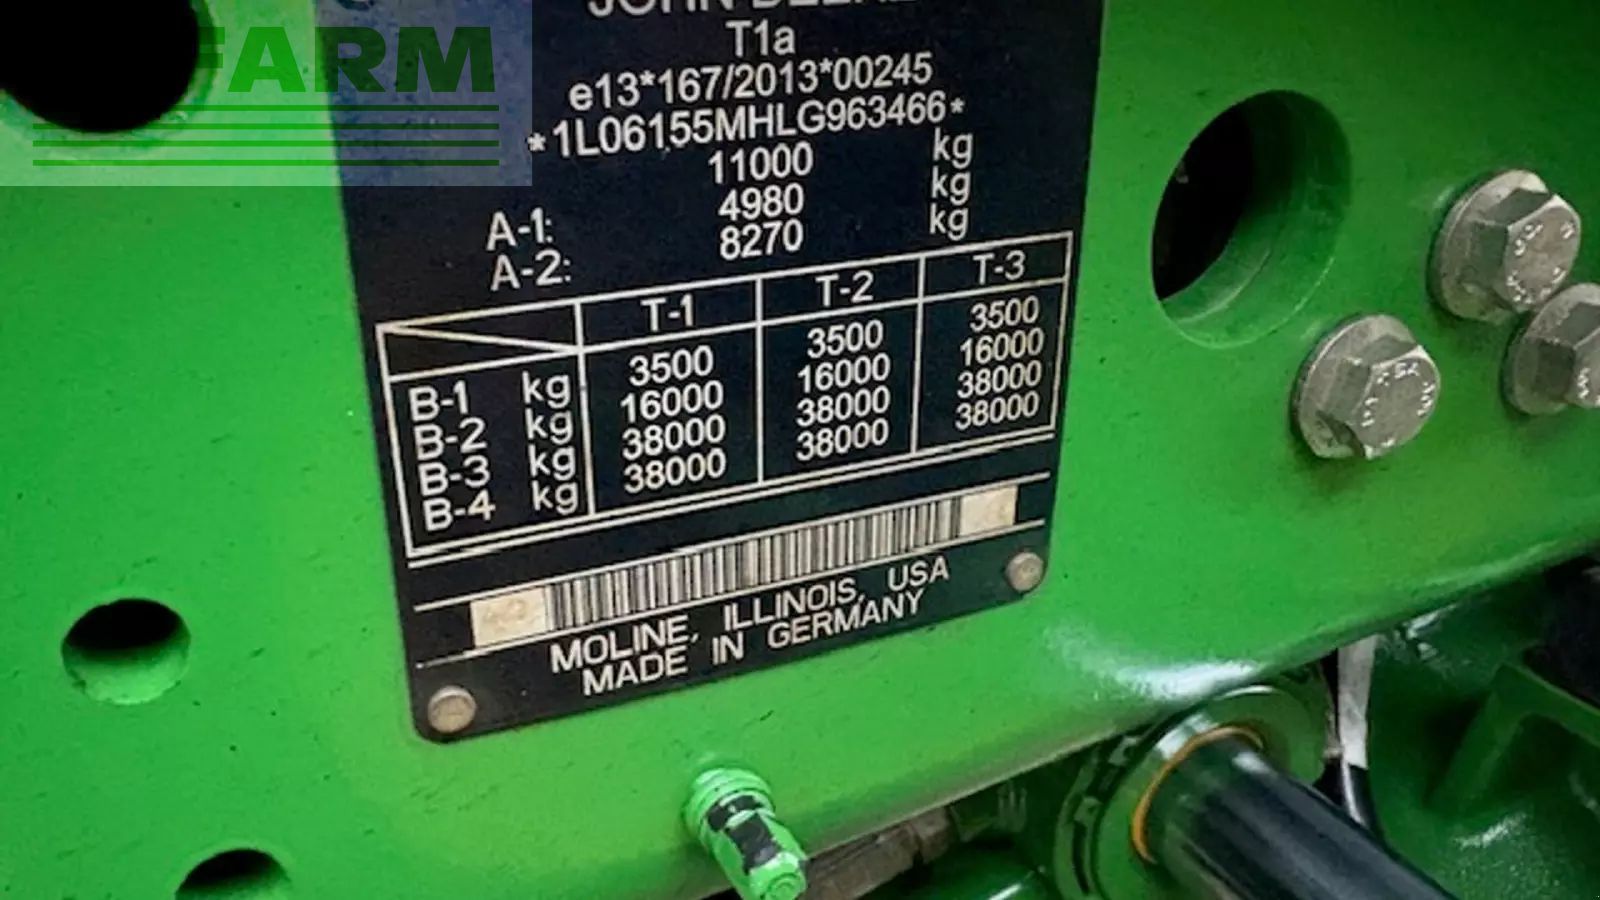 FARM
JOHN DEERE
T1a
e13*167/2013*00245
*1L06155MHLG963466*
11000 kg
A-1: 4980 kg
A-2: 8270 kg
T-1 T-2 T-3
B-1 kg 3500 3500 3500
B-2 kg 16000 16000 16000
B-3 kg 38000 38000 38000
B-4 kg 38000 38000 38000
MOLINE, ILLINOIS, USA
MADE IN GERMANY